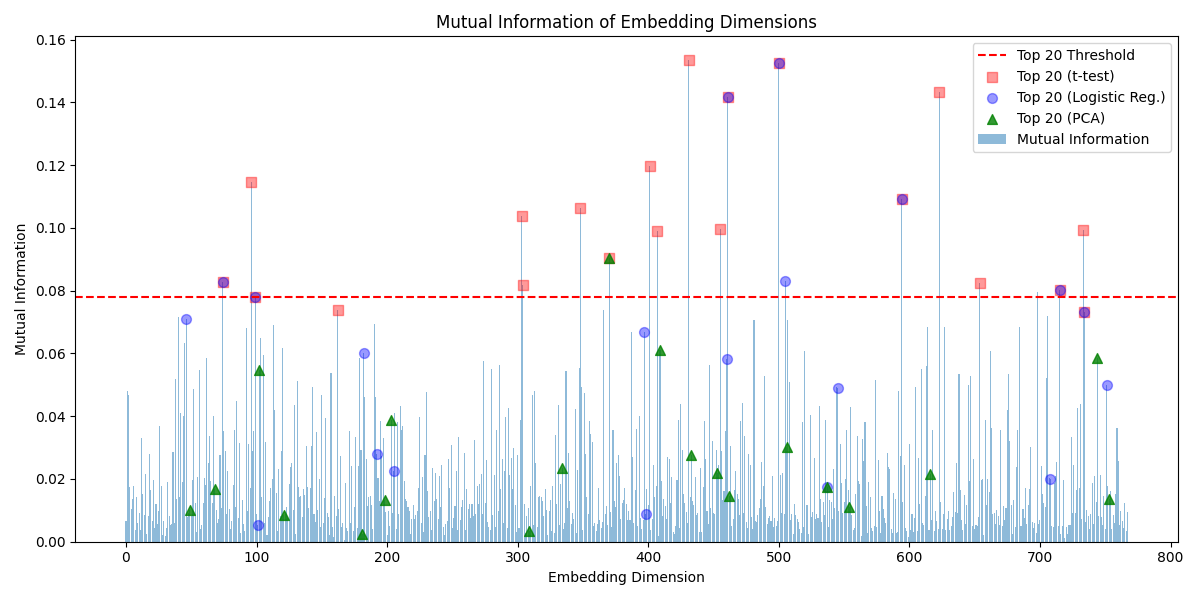 Mutual Information of Embedding Dimensions
0.16
0.14
0.12
0.10
0.08
0.06
0.04
0.02
0.00
Mutual Information
Top 20 Threshold
Top 20 (t-test)
Top 20 (Logistic Reg.)
Top 20 (PCA)
Mutual Information
0 100 200 300 400 500 600 700 800
Embedding Dimension